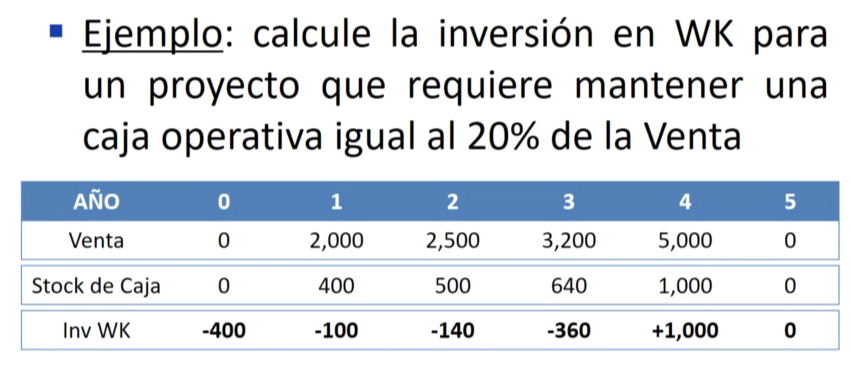 ▪ Ejemplo: calcule la inversión en WK para
un proyecto que requiere mantener una
caja operativa igual al 20% de la Venta
AÑO 0 1 2 3 4 5
Venta 0 2,000 2,500 3,200 5,000 0
Stock de Caja 0 400 500 640 1,000 0
Inv WK -400 -100 -140 -360 +1,000 0